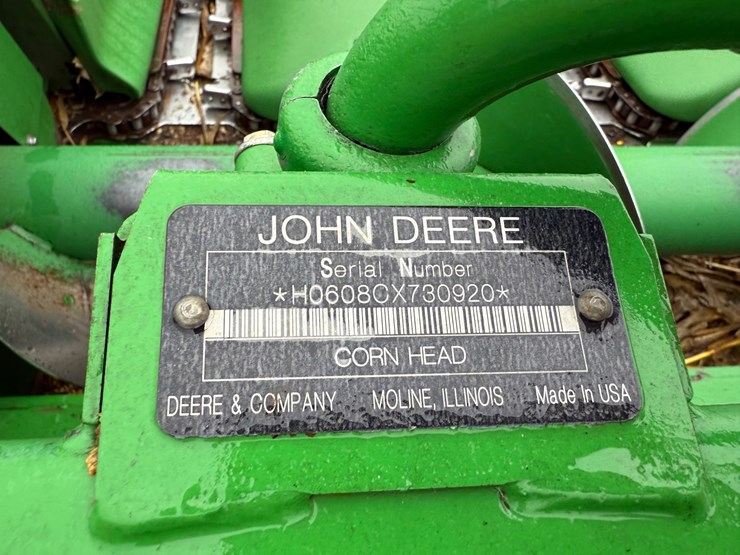 JOHN DEERE
Serial Number
*H0608CX730920*
CORN HEAD
DEERE & COMPANY MOLINE, ILLINOIS Made In USA